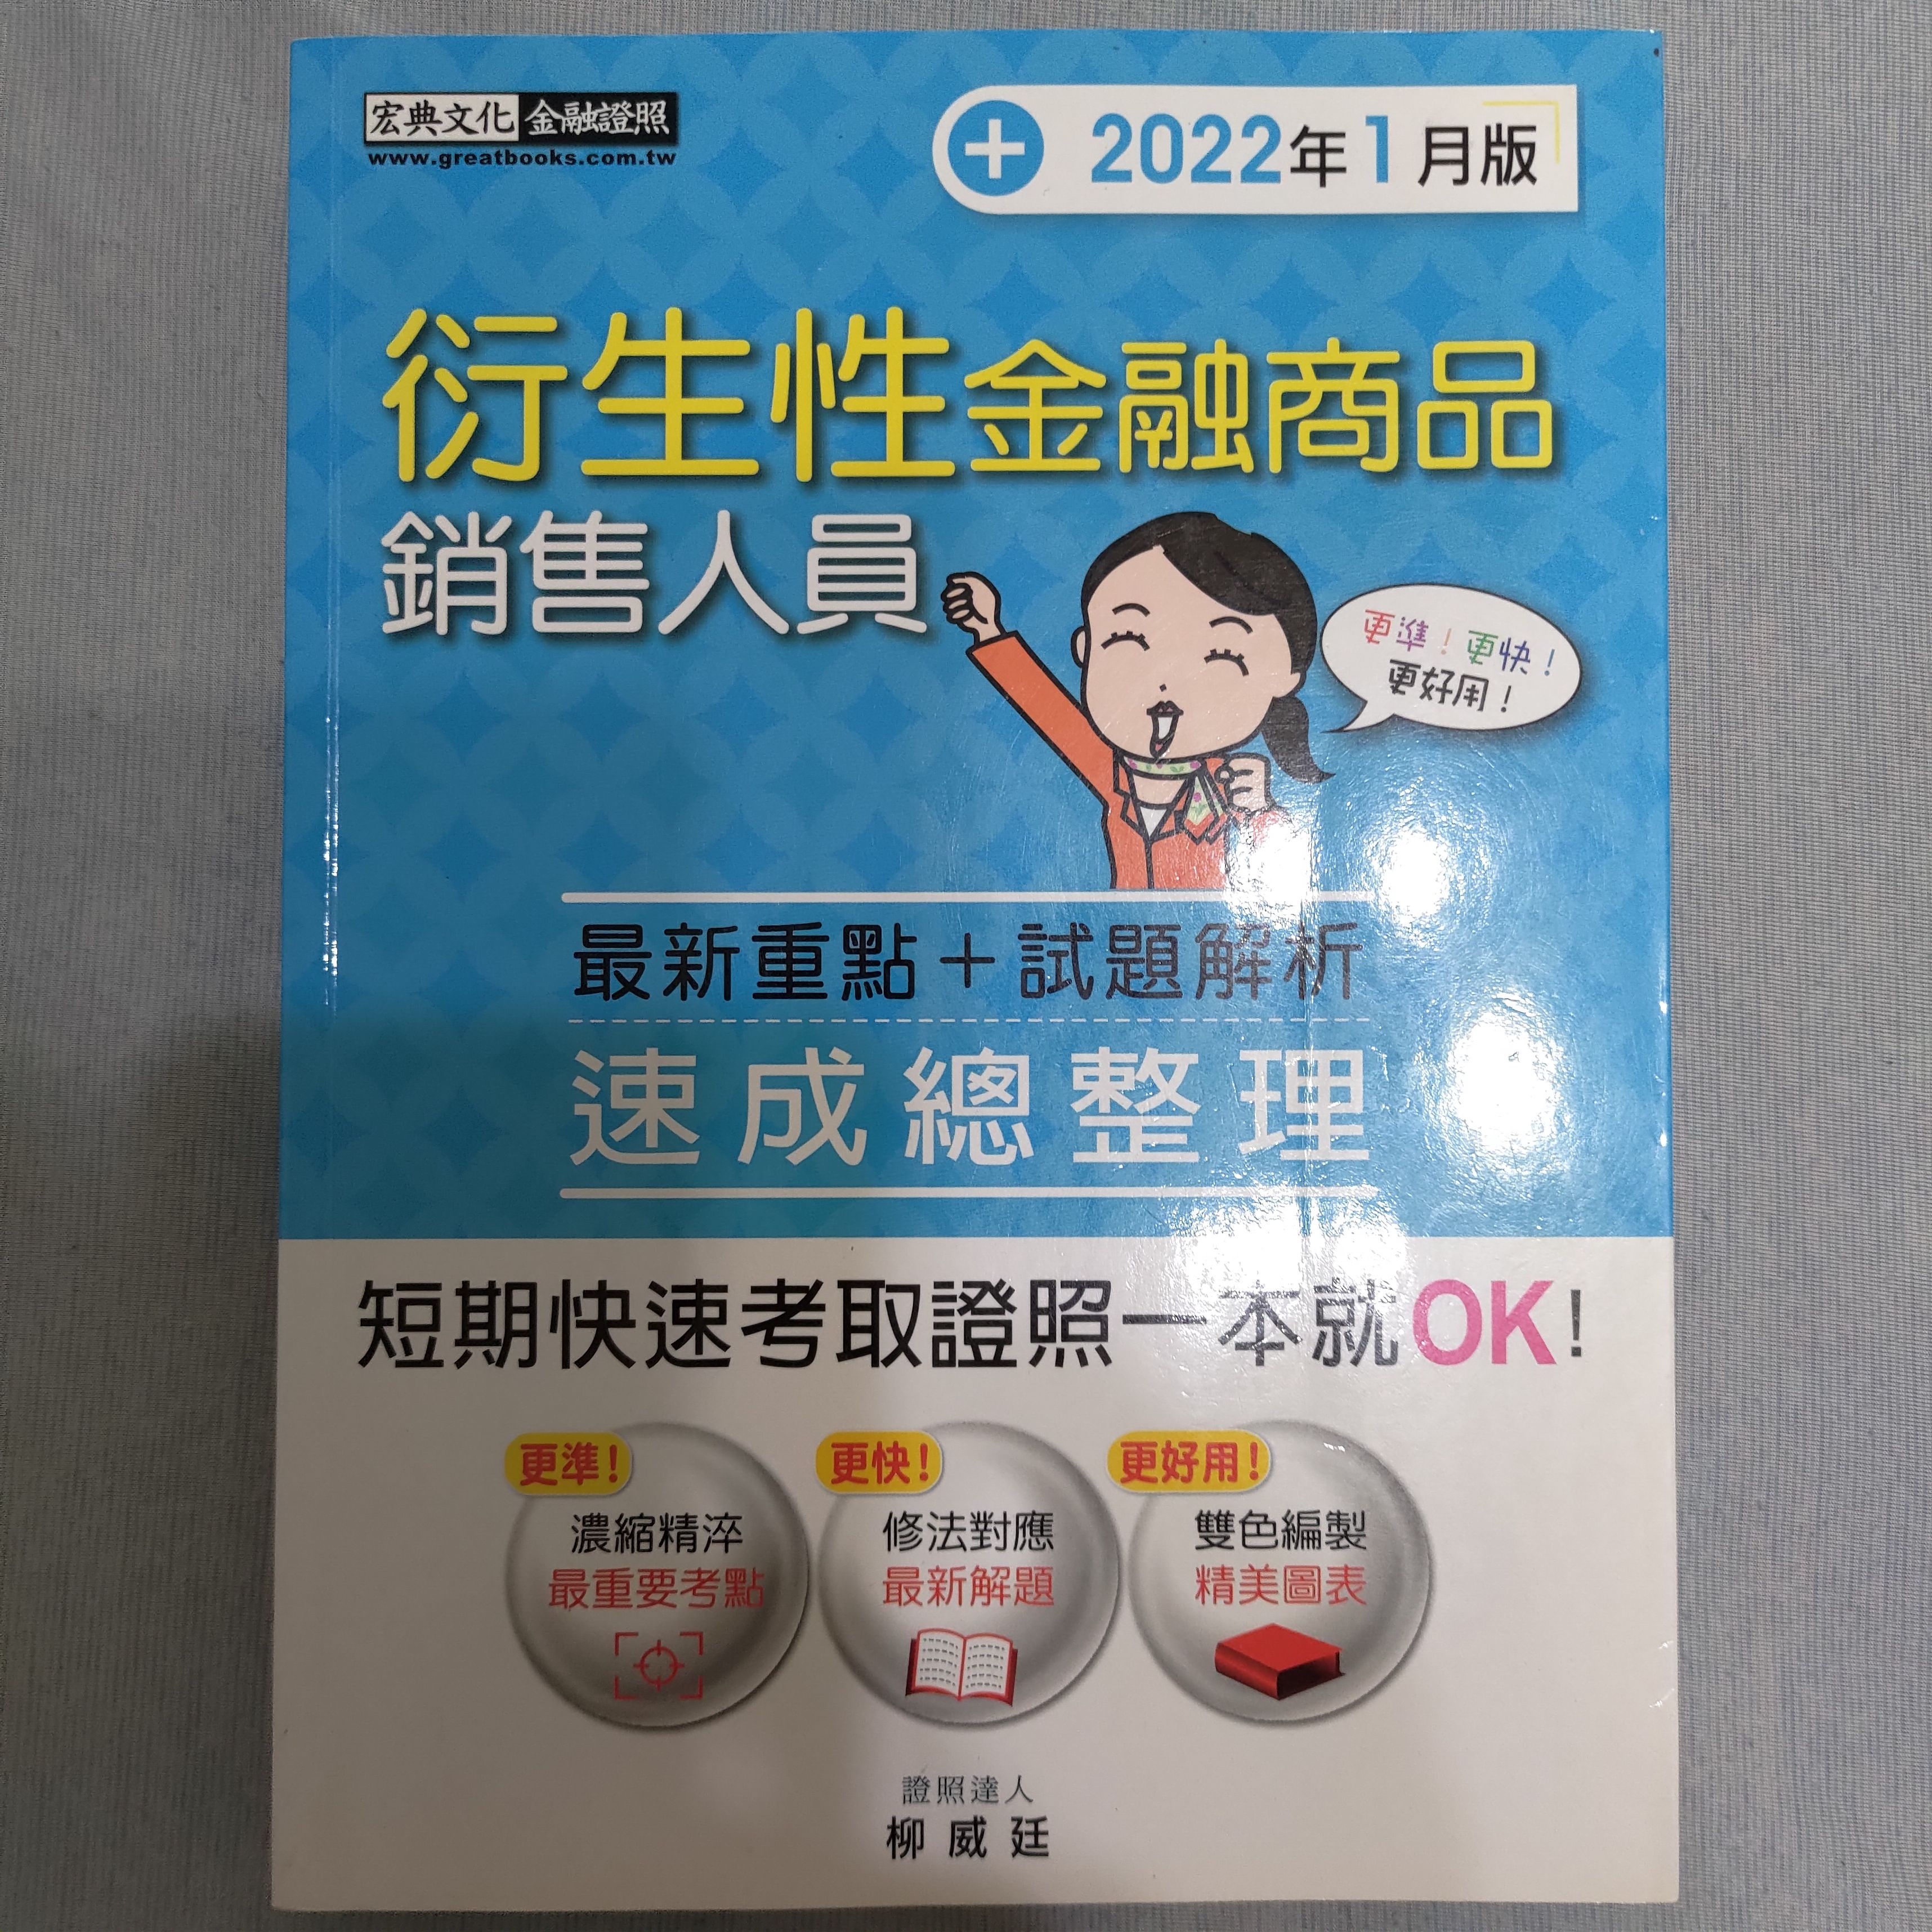 宏典文化 金融證照
www.greatbooks.com.tw
2022年1月版
衍生性金融商品
銷售人員
更準！更快！
更好用！
最新重點＋試題解析
速成總整理
短期快速考取證照一本就OK！
更準！
濃縮精淬
最重要考點
更快！
修法對應
最新解題
更好用！
雙色編製
精美圖表
證照達人
柳威廷